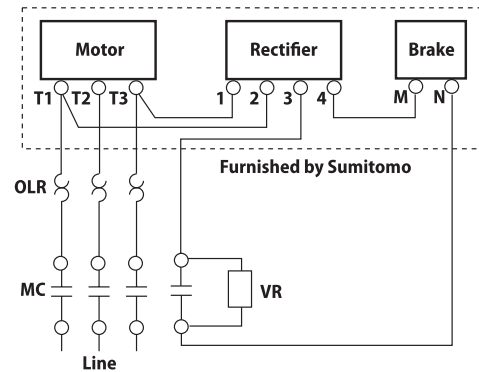 Motor Rectifier Brake
T1 T2 T3 1 2 3 4 M N
Furnished by Sumitomo
OLR
MC VR
Line